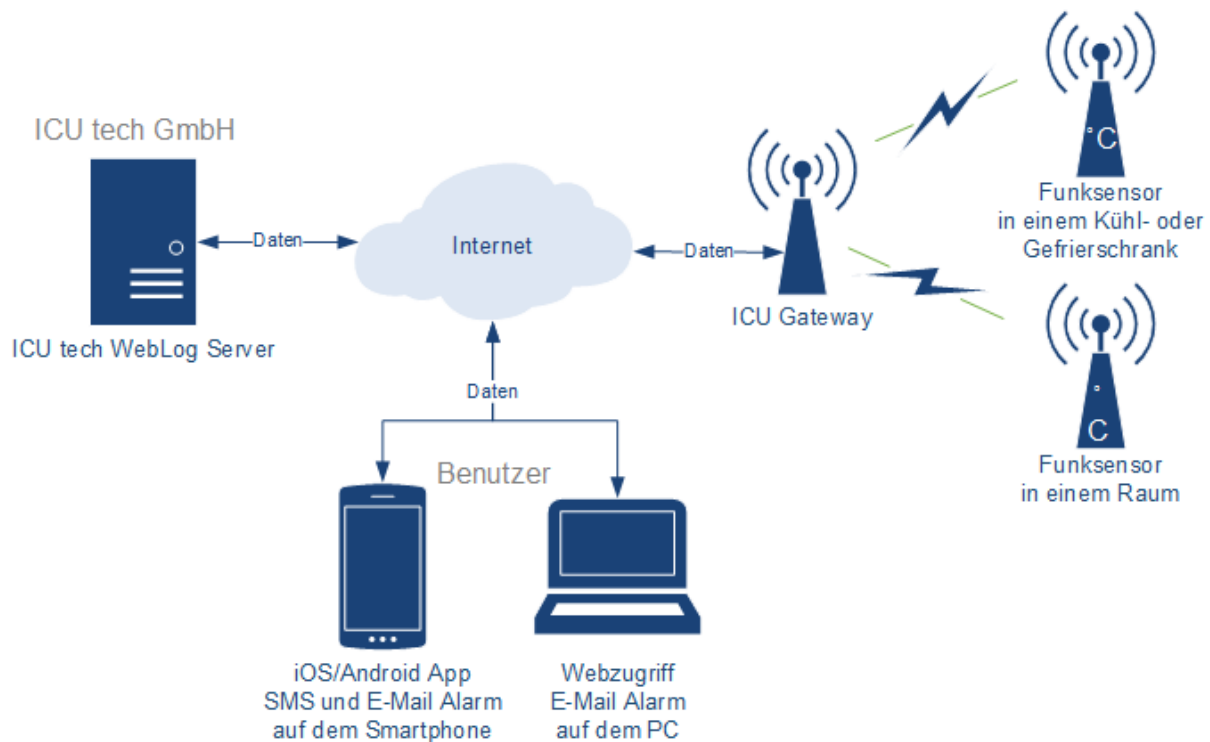 ICU tech GmbH
Daten
Internet
Daten
ICU tech WebLog Server
ICU Gateway
°C
Funksensor
in einem Kühl- oder
Gefrierschrank
°
C
Funksensor
in einem Raum
Daten
Benutzer
iOS/Android App
SMS und E-Mail Alarm
auf dem Smartphone
Webzugriff
E-Mail Alarm
auf dem PC